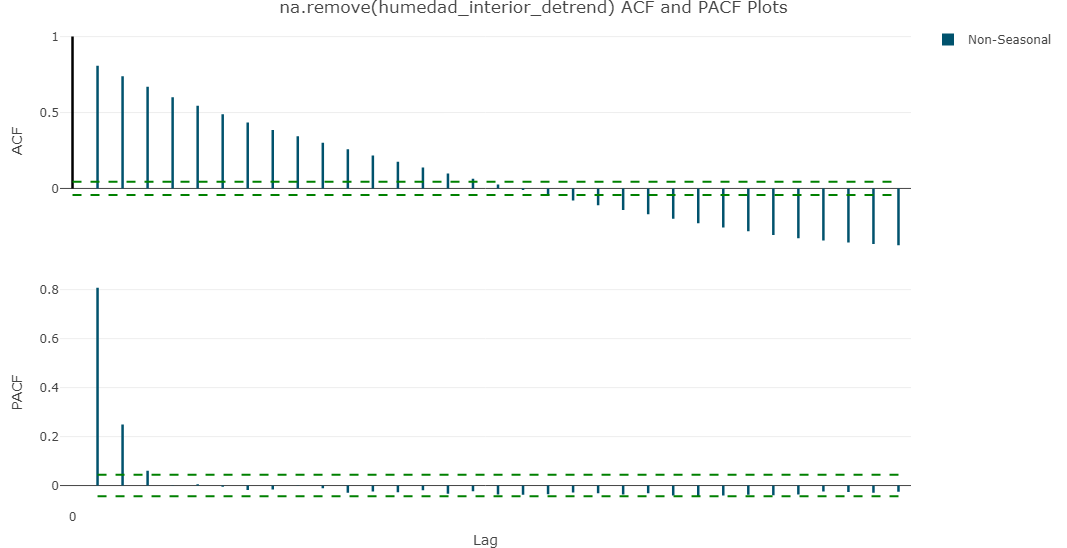 na.remove(humedad_interior_detrend) ACF and PACF Plots
Non-Seasonal
1
0.5
0
ACF
0.8
0.6
0.4
0.2
0
PACF
0
Lag